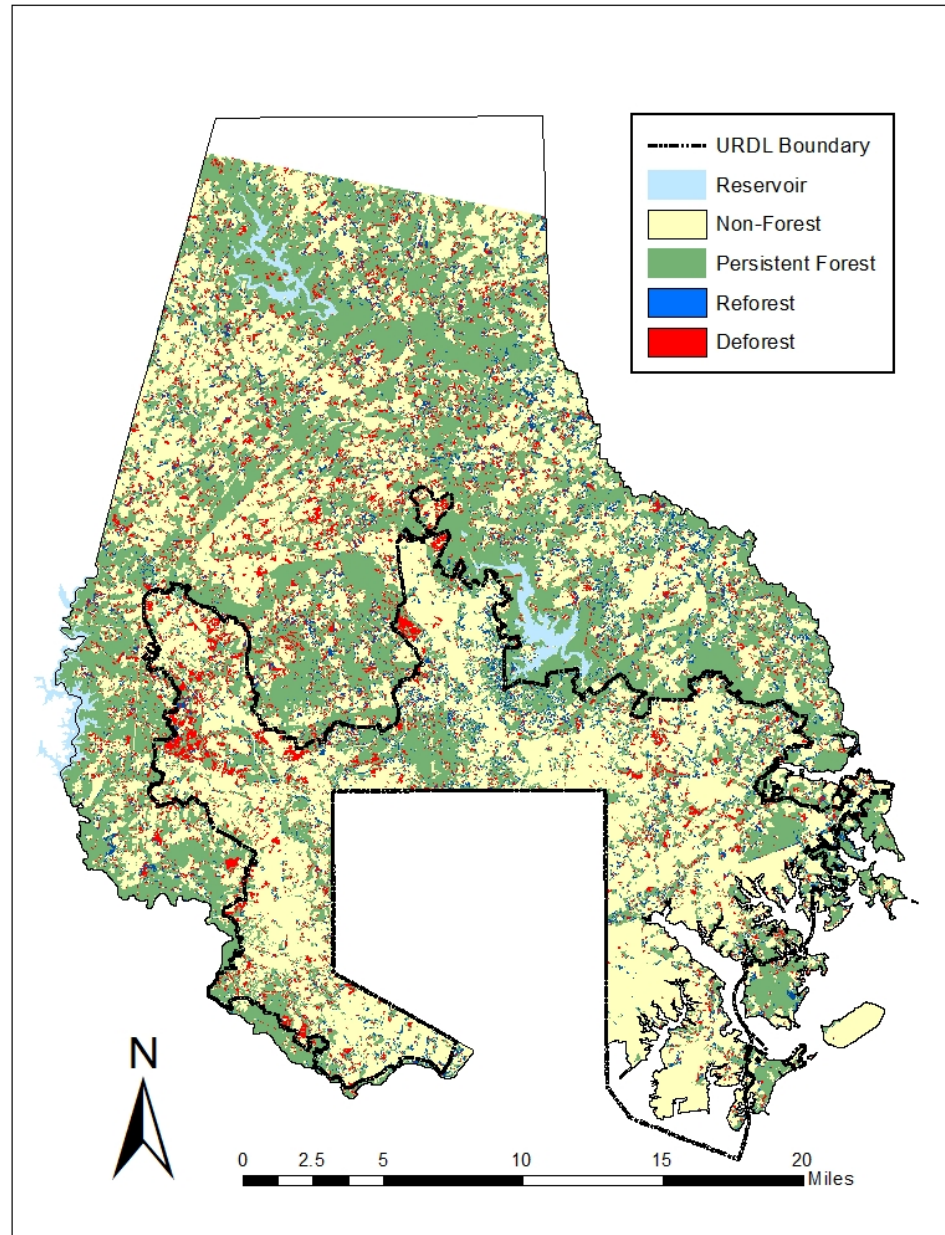 URDL Boundary
Reservoir
Non-Forest
Persistent Forest
Reforest
Deforest
N
0 2.5 5 10 15 20
Miles